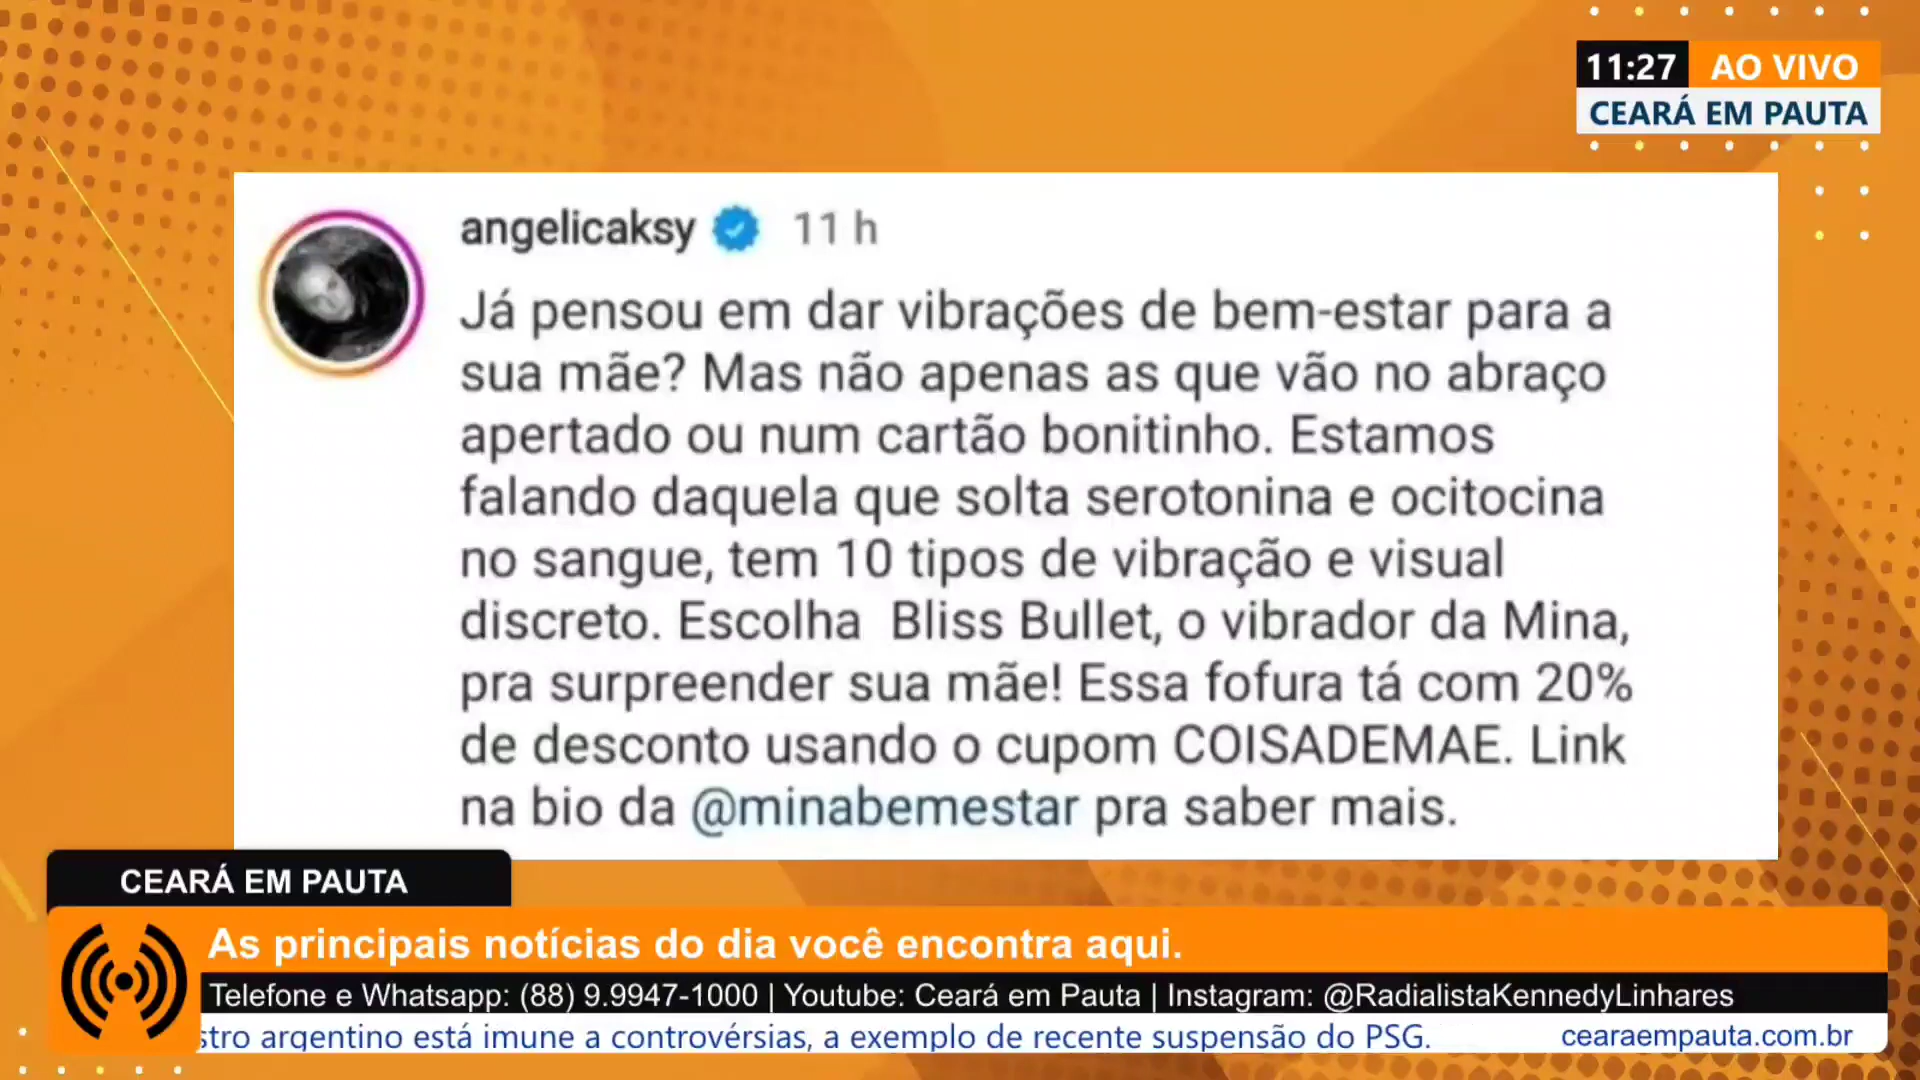 11:27 AO VIVO
CEARÁ EM PAUTA
angelicaksy 11 h
Já pensou em dar vibrações de bem-estar para a
sua mãe? Mas não apenas as que vão no abraço
apertado ou num cartão bonitinho. Estamos
falando daquela que solta serotonina e ocitocina
no sangue, tem 10 tipos de vibração e visual
discreto. Escolha Bliss Bullet, o vibrador da Mina,
pra surpreender sua mãe! Essa fofura tá com 20%
de desconto usando o cupom COISADEMAE. Link
na bio da @minabemestar pra saber mais.
CEARÁ EM PAUTA
As principais notícias do dia você encontra aqui.
Telefone e Whatsapp: (88) 9.9947-1000 | Youtube: Ceará em Pauta | Instagram: @RadialistaKennedyLinhares
stro argentino está imune a controvérsias, a exemplo de recente suspensão do PSG. cearaempauta.com.br